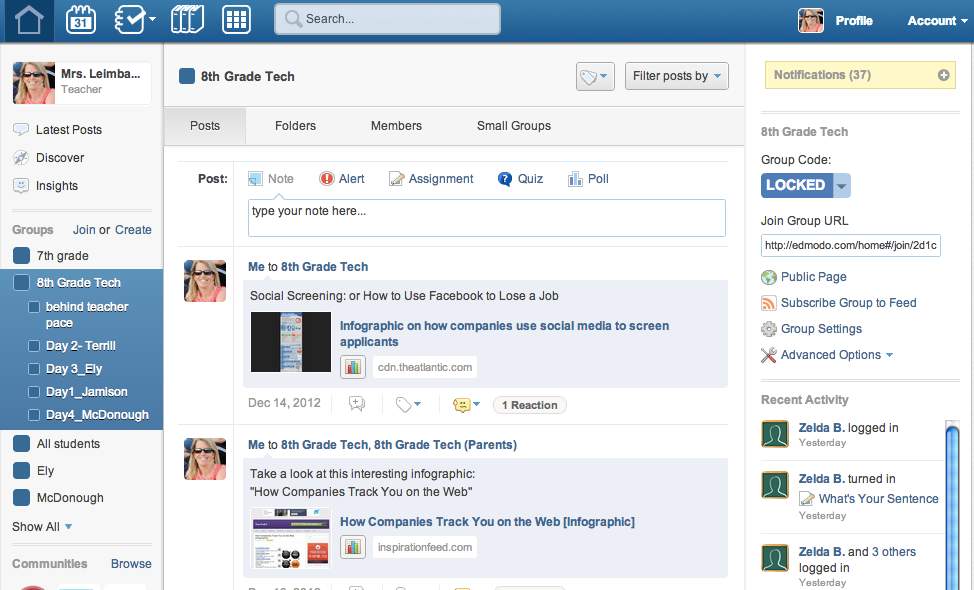 31
Search...
Profile
Account
Mrs. Leimba...
Teacher
Latest Posts
Discover
Insights
Groups Join or Create
7th grade
8th Grade Tech
behind teacher
pace
Day 2- Terrill
Day 3_Ely
Day1_Jamison
Day4_McDonough
All students
Ely
McDonough
Show All
Communities Browse
8th Grade Tech
Filter posts by
Posts Folders Members Small Groups
Post: Note Alert Assignment Quiz Poll
type your note here...
Me to 8th Grade Tech
Social Screening: or How to Use Facebook to Lose a Job
Infographic on how companies use social media to screen
applicants
cdn.theatlantic.com
Dec 14, 2012 1 Reaction
Me to 8th Grade Tech, 8th Grade Tech (Parents)
Take a look at this interesting infographic:
"How Companies Track You on the Web"
How Companies Track You on the Web [Infographic]
inspirationfeed.com
Notifications (37)
8th Grade Tech
Group Code:
LOCKED
Join Group URL
http://edmodo.com/home#/join/2d1c
Public Page
Subscribe Group to Feed
Group Settings
Advanced Options
Recent Activity
Zelda B. logged in
Yesterday
Zelda B. turned in
What's Your Sentence
Yesterday
Zelda B. and 3 others
logged in
Yesterday